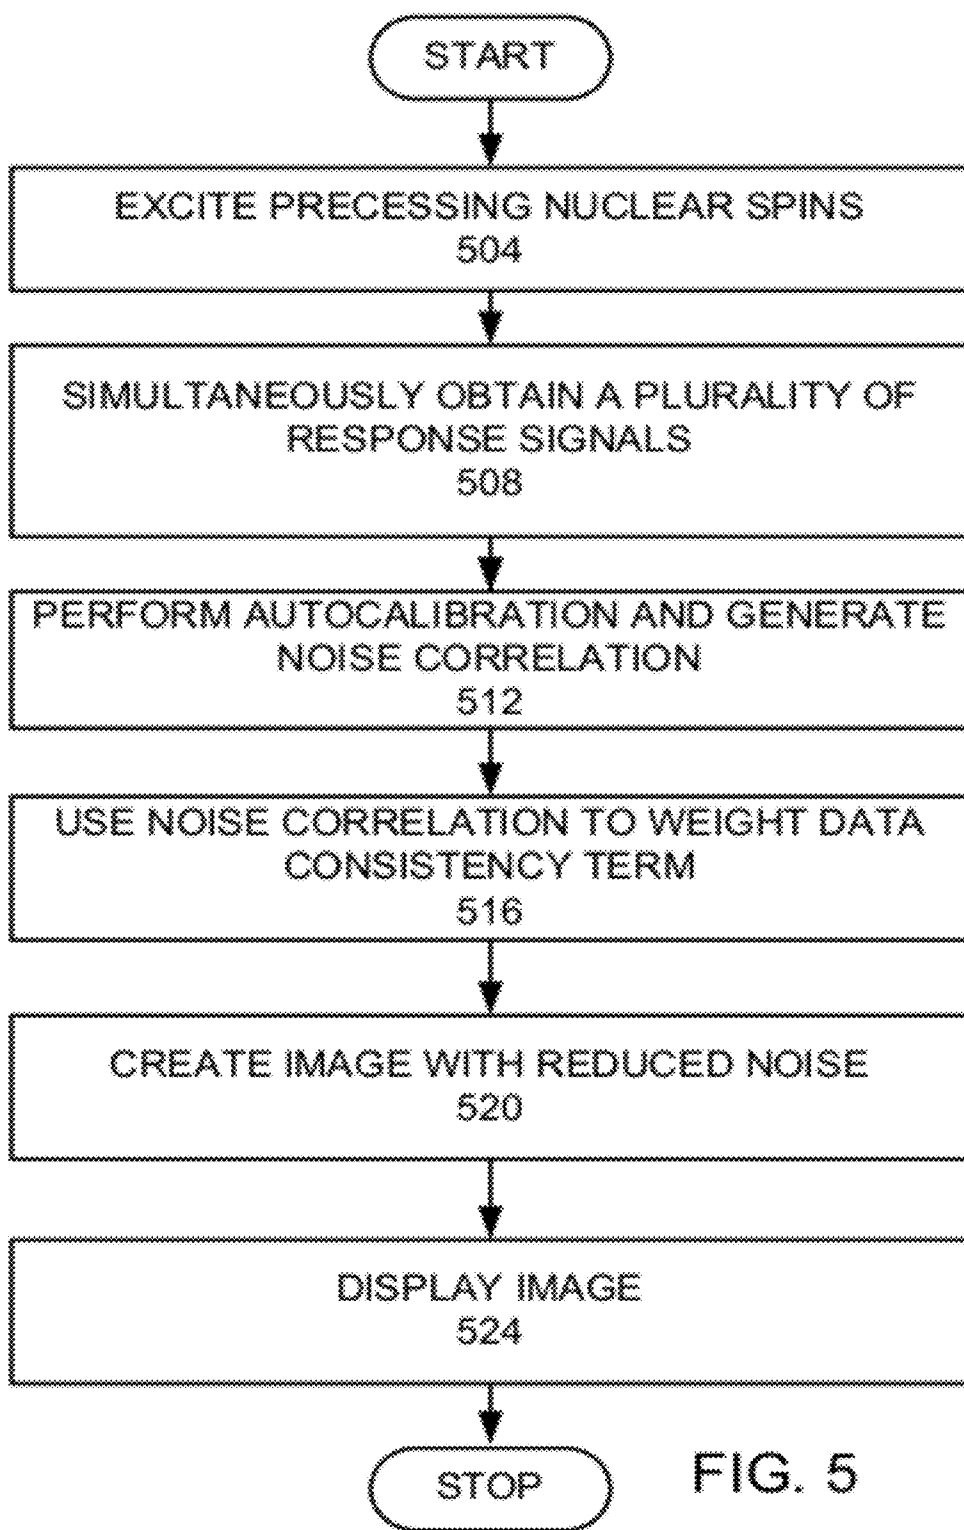 START
EXCITE PRECESSING NUCLEAR SPINS
504
SIMULTANEOUSLY OBTAIN A PLURALITY OF
RESPONSE SIGNALS
508
PERFORM AUTOCALIBRATION AND GENERATE
NOISE CORRELATION
512
USE NOISE CORRELATION TO WEIGHT DATA
CONSISTENCY TERM
516
CREATE IMAGE WITH REDUCED NOISE
520
DISPLAY IMAGE
524
STOP
FIG. 5